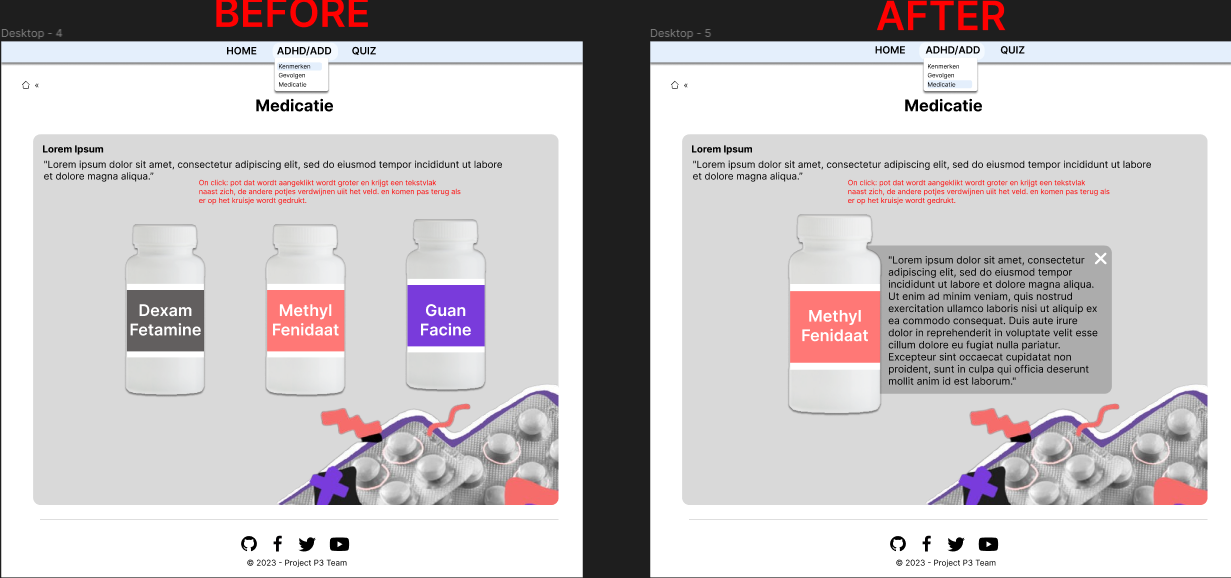 BEFORE
Desktop - 4
HOME ADHD/ADD QUIZ
Kenmerken
Gevolgen
Medicatie
«
Medicatie
Lorem Ipsum
"Lorem ipsum dolor sit amet, consectetur adipiscing elit, sed do eiusmod tempor incididunt ut labore
et dolore magna aliqua."
On click: pot dat wordt aangeklikt wordt groter en krijgt een tekstvlak
naast zich, de andere potjes verdwijnen uiit het veld. en komen pas terug als
er op het kruisje wordt gedrukt.
Dexam
Fetamine
Methyl
Fenidaat
Guan
Facine
© 2023 - Project P3 Team
AFTER
Desktop - 5
HOME ADHD/ADD QUIZ
Kenmerken
Gevolgen
Medicatie
«
Medicatie
Lorem Ipsum
"Lorem ipsum dolor sit amet, consectetur adipiscing elit, sed do eiusmod tempor incididunt ut labore
et dolore magna aliqua."
On click: pot dat wordt aangeklikt wordt groter en krijgt een tekstvlak
naast zich, de andere potjes verdwijnen uiit het veld. en komen pas terug als
er op het kruisje wordt gedrukt.
Methyl
Fenidaat
"Lorem ipsum dolor sit amet, consectetur
adipiscing elit, sed do eiusmod tempor
incididunt ut labore et dolore magna aliqua.
Ut enim ad minim veniam, quis nostrud
exercitation ullamco laboris nisi ut aliquip ex
ea commodo consequat. Duis aute irure
dolor in reprehenderit in voluptate velit esse
cillum dolore eu fugiat nulla pariatur.
Excepteur sint occaecat cupidatat non
proident, sunt in culpa qui officia deserunt
mollit anim id est laborum."
© 2023 - Project P3 Team